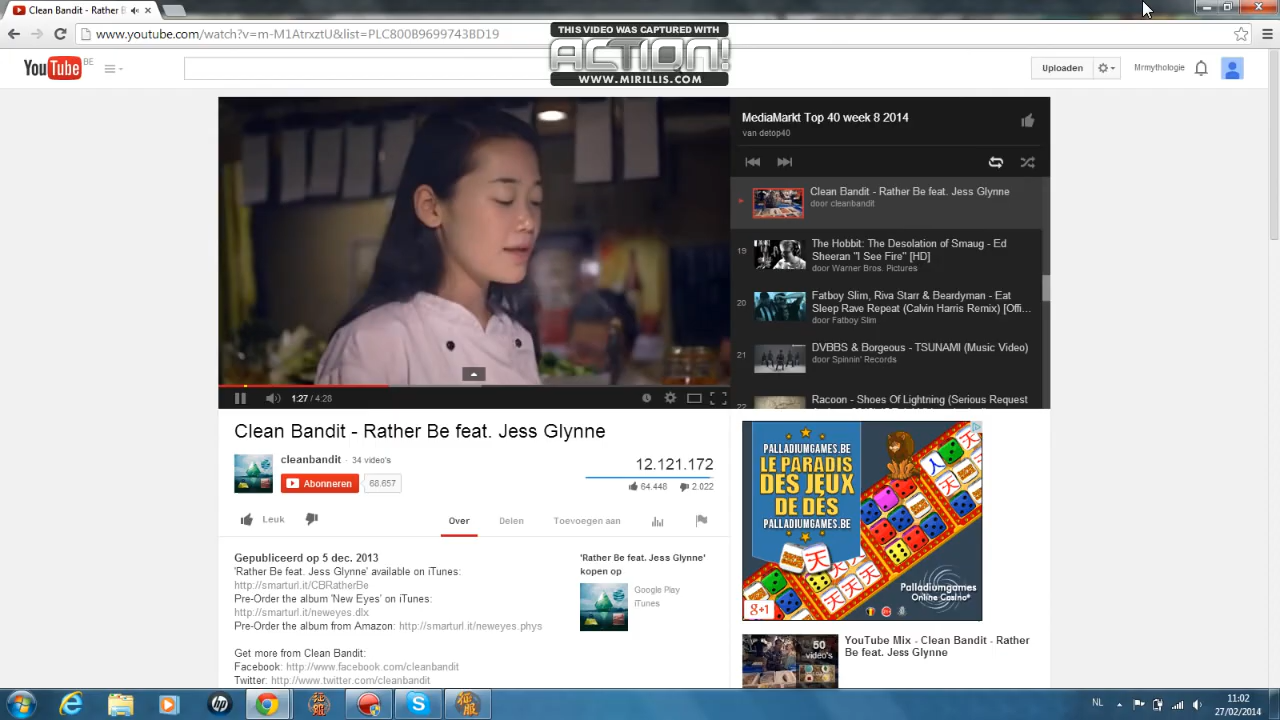 Clean Bandit - Rather B
THIS VIDEO WAS CAPTURED WITH
ACTION!
WWW.MIRILLIS.COM
www.youtube.com/watch?v=m-M1AtrxztU&list=PLC800B9699743BD19
YouTube BE
Uploaden
Mrmythologie
MediaMarkt Top 40 week 8 2014
van detop40
Clean Bandit - Rather Be feat. Jess Glynne
door cleanbandit
19
The Hobbit: The Desolation of Smaug - Ed
Sheeran "I See Fire" [HD]
door Warner Bros. Pictures
20
Fatboy Slim, Riva Starr & Beardyman - Eat
Sleep Rave Repeat (Calvin Harris Remix) [Offi...
door Fatboy Slim
21
DVBBS & Borgeous - TSUNAMI (Music Video)
door Spinnin' Records
22
Racoon - Shoes Of Lightning (Serious Request
1:27 / 4:28
Clean Bandit - Rather Be feat. Jess Glynne
cleanbandit · 34 video's
Abonneren 68.657
12.121.172
64.448 2.022
Leuk
Over Delen Toevoegen aan
Gepubliceerd op 5 dec. 2013
'Rather Be feat. Jess Glynne' available on iTunes:
http://smarturl.it/CBRatherBe
Pre-Order the album 'New Eyes' on iTunes:
http://smarturl.it/neweyes.dlx
Pre-Order the album from Amazon: http://smarturl.it/neweyes.phys
Get more from Clean Bandit:
Facebook: http://www.facebook.com/cleanbandit
Twitter: http://www.twitter.com/cleanbandit
'Rather Be feat. Jess Glynne'
kopen op
Google Play
iTunes
PALLADIUMGAMES.BE
LE PARADIS
DES JEUX
DE DÉS
PALLADIUMGAMES.BE
Palladiumgames
Online Casino
g+1
50
video's
YouTube Mix - Clean Bandit - Rather
Be feat. Jess Glynne
NL
11:02
27/02/2014